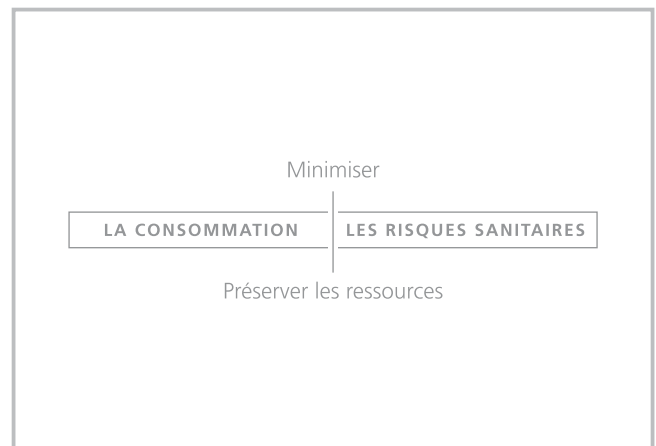 Minimiser
LA CONSOMMATION LES RISQUES SANITAIRES
Préserver les ressources